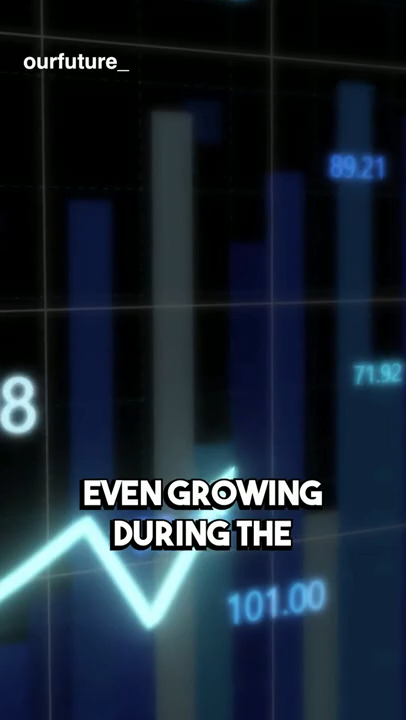 ourfuture_
89.21
71.92
8
EVEN GROWING
DURING THE
101.00